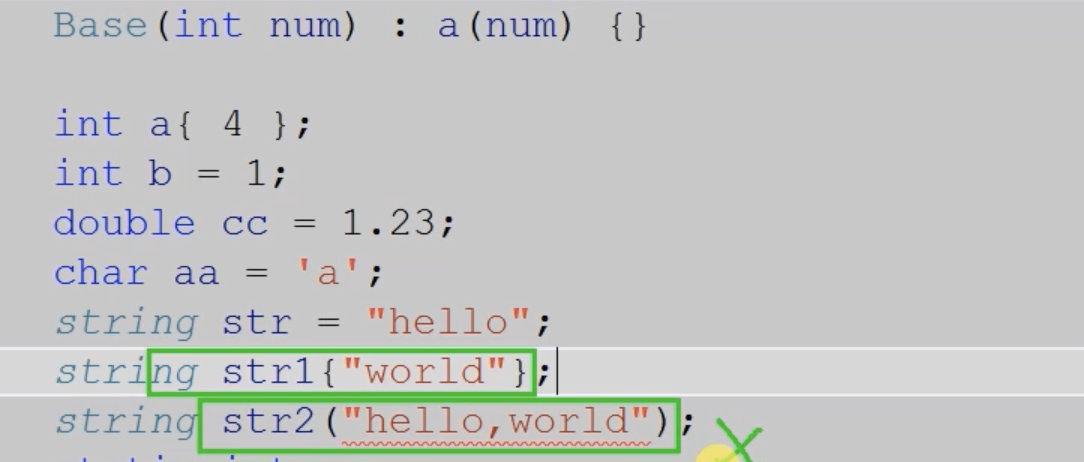 Base(int num) : a(num) {}
int a{ 4 };
int b = 1;
double cc = 1.23;
char aa = 'a';
string str = "hello";
string str1{"world"};
string str2("hello,world");